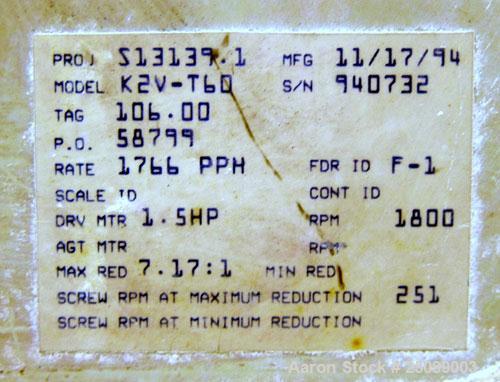 PROJ S13139.1 MFG 11/17/94
MODEL K2V-T60 S/N 940732
TAG 106.00
P.O. 58799
RATE 1766 PPH FDR ID F-1
SCALE ID CONT ID
DRV MTR 1.5HP RPM 1800
AGT MTR RPM
MAX RED 7.17:1 MIN RED
SCREW RPM AT MAXIMUM REDUCTION 251
SCREW RPM AT MINIMUM REDUCTION
Aaron Stock #